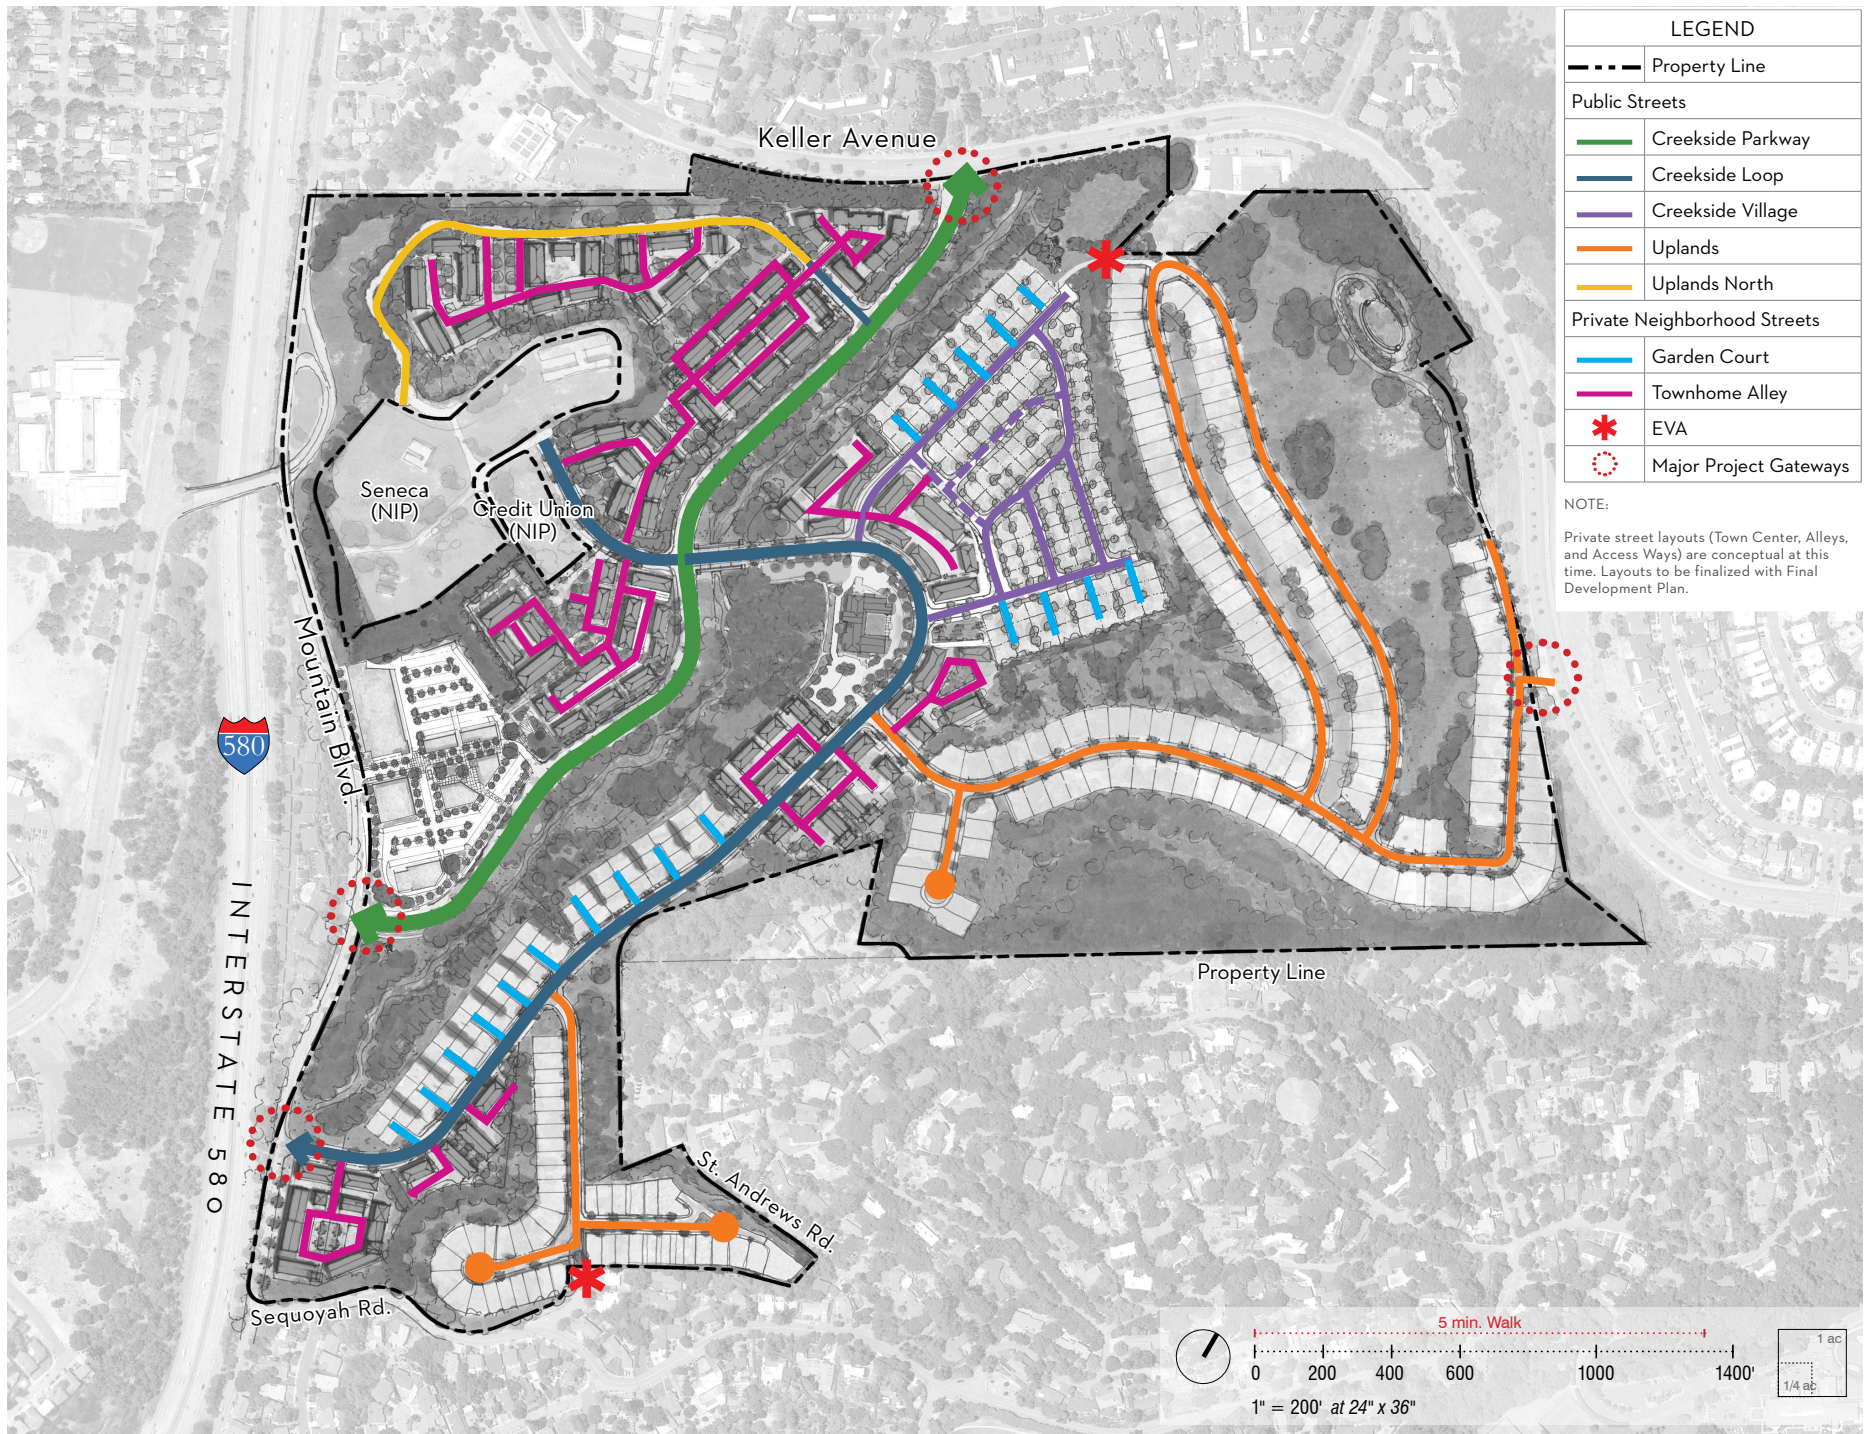 LEGEND
Property Line
Public Streets
Creekside Parkway
Creekside Loop
Creekside Village
Uplands
Uplands North
Private Neighborhood Streets
Garden Court
Townhome Alley
EVA
Major Project Gateways
NOTE:
Private street layouts (Town Center, Alleys,
and Access Ways) are conceptual at this
time. Layouts to be finalized with Final
Development Plan.
Keller Avenue
Seneca
(NIP)
Credit Union
(NIP)
Mountain Blvd.
580
INTERSTATE 580
Property Line
St. Andrews Rd.
Sequoyah Rd.
5 min. Walk
0 200 400 600 1000 1400'
1" = 200' at 24" x 36"
1 ac
1/4 ac